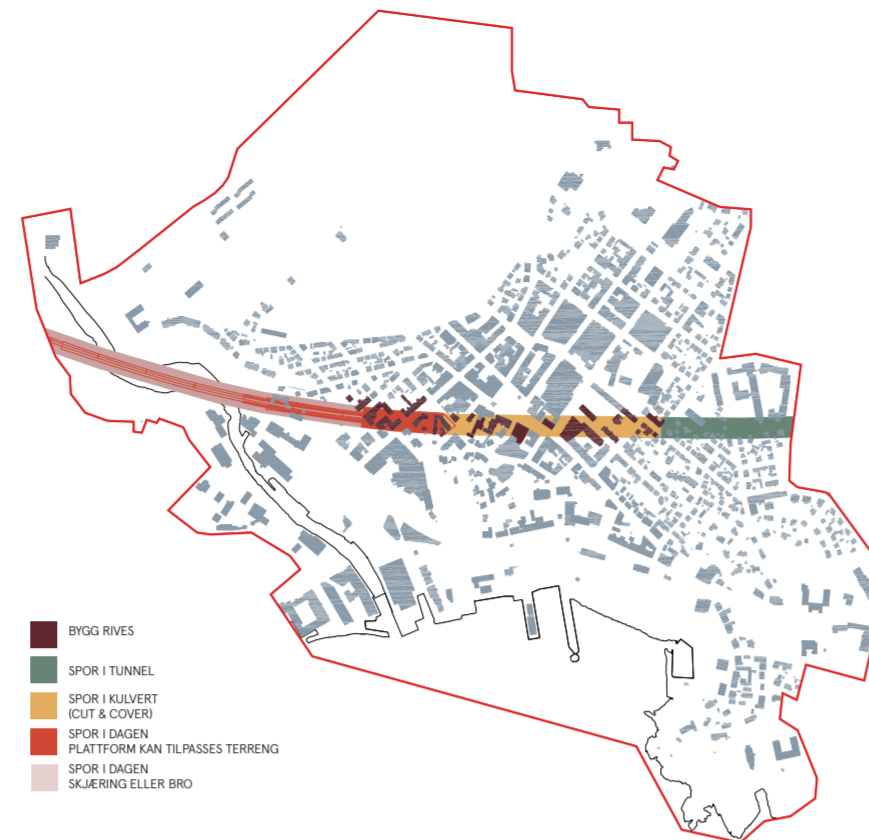 BYGG RIVES
SPOR I TUNNEL
SPOR I KULVERT
(CUT & COVER)
SPOR I DAGEN
PLATTFORM KAN TILPASSES TERRENG
SPOR I DAGEN
SKJÆRING ELLER BRO